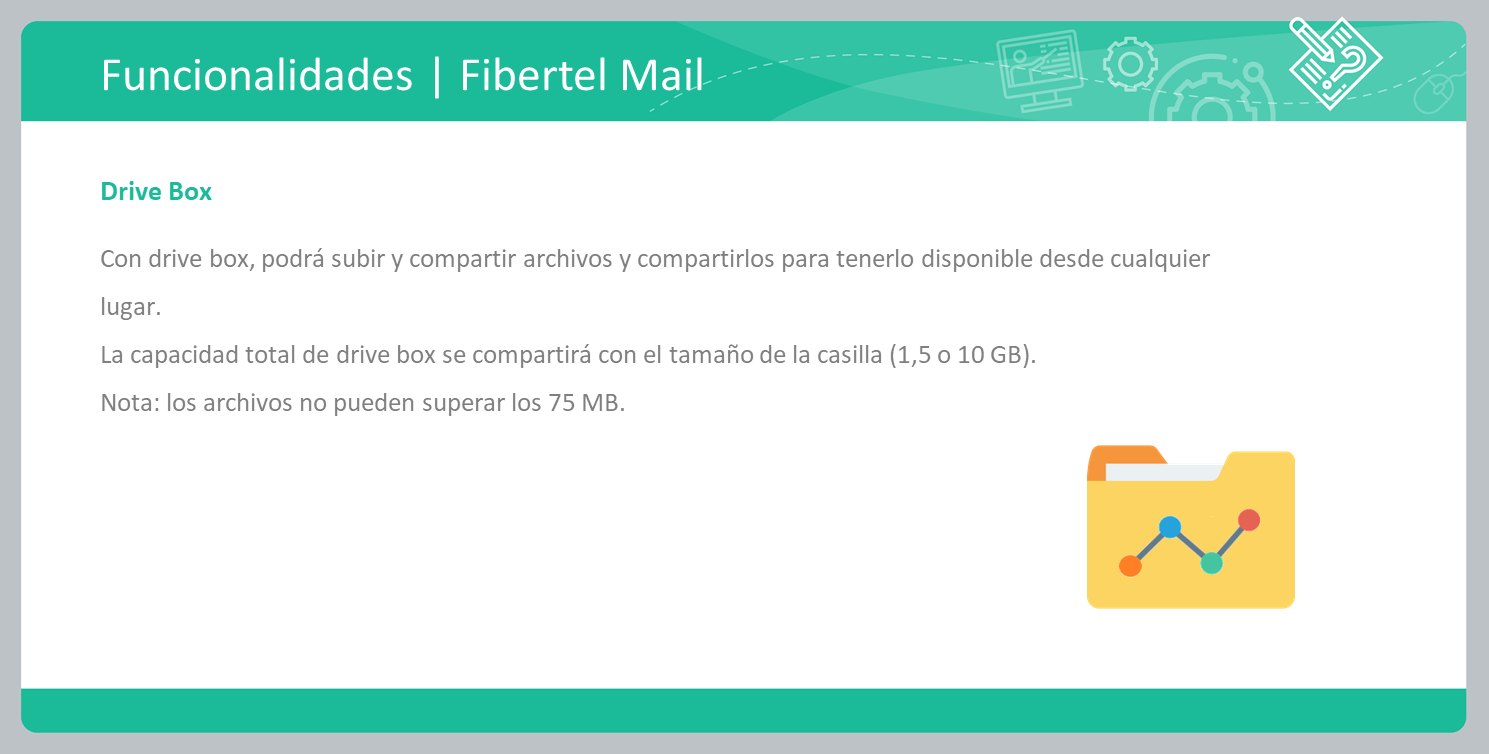 Funcionalidades | Fibertel Mail
Drive Box
Con drive box, podrá subir y compartir archivos y compartirlos para tenerlo disponible desde cualquier
lugar.
La capacidad total de drive box se compartirá con el tamaño de la casilla (1,5 o 10 GB).
Nota: los archivos no pueden superar los 75 MB.